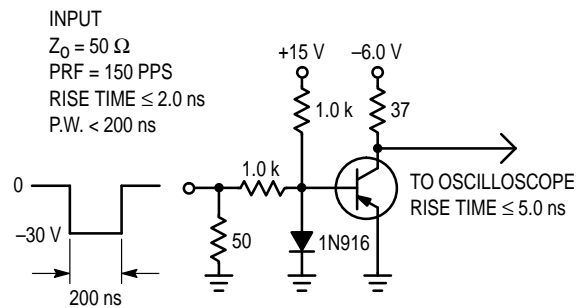 INPUT
Zo = 50 Ω
PRF = 150 PPS
RISE TIME ≤ 2.0 ns
P.W. < 200 ns
+15 V
–6.0 V
1.0 k
37
1.0 k
0
–30 V
50
1N916
200 ns
TO OSCILLOSCOPE
RISE TIME ≤ 5.0 ns